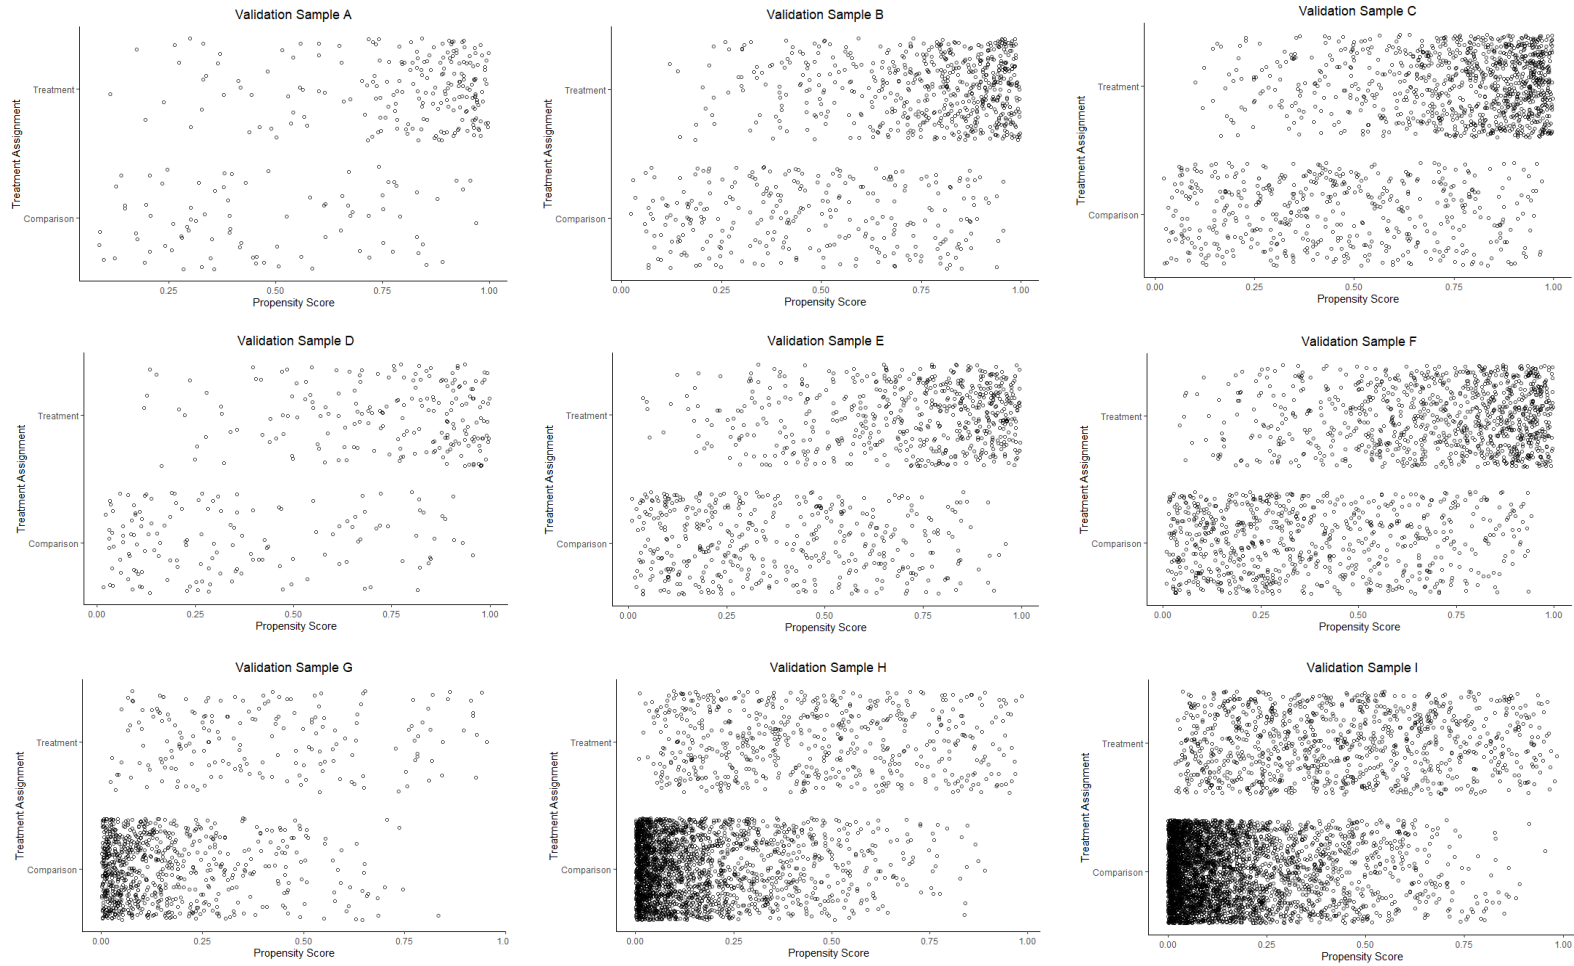 Validation Sample A
Treatment Assignment
Treatment
Comparison
0.25 0.50 0.75 1.00
Propensity Score
Validation Sample B
Treatment Assignment
Treatment
Comparison
0.00 0.25 0.50 0.75 1.00
Propensity Score
Validation Sample C
Treatment Assignment
Treatment
Comparison
0.00 0.25 0.50 0.75 1.00
Propensity Score
Validation Sample D
Treatment Assignment
Treatment
Comparison
0.00 0.25 0.50 0.75 1.00
Propensity Score
Validation Sample E
Treatment Assignment
Treatment
Comparison
0.00 0.25 0.50 0.75 1.00
Propensity Score
Validation Sample F
Treatment Assignment
Treatment
Comparison
0.00 0.25 0.50 0.75 1.00
Propensity Score
Validation Sample G
Treatment Assignment
Treatment
Comparison
0.00 0.25 0.50 0.75 1.0
Propensity Score
Validation Sample H
Treatment Assignment
Treatment
Comparison
0.00 0.25 0.50 0.75 1.00
Propensity Score
Validation Sample I
Treatment Assignment
Treatment
Comparison
0.00 0.25 0.50 0.75 1.00
Propensity Score